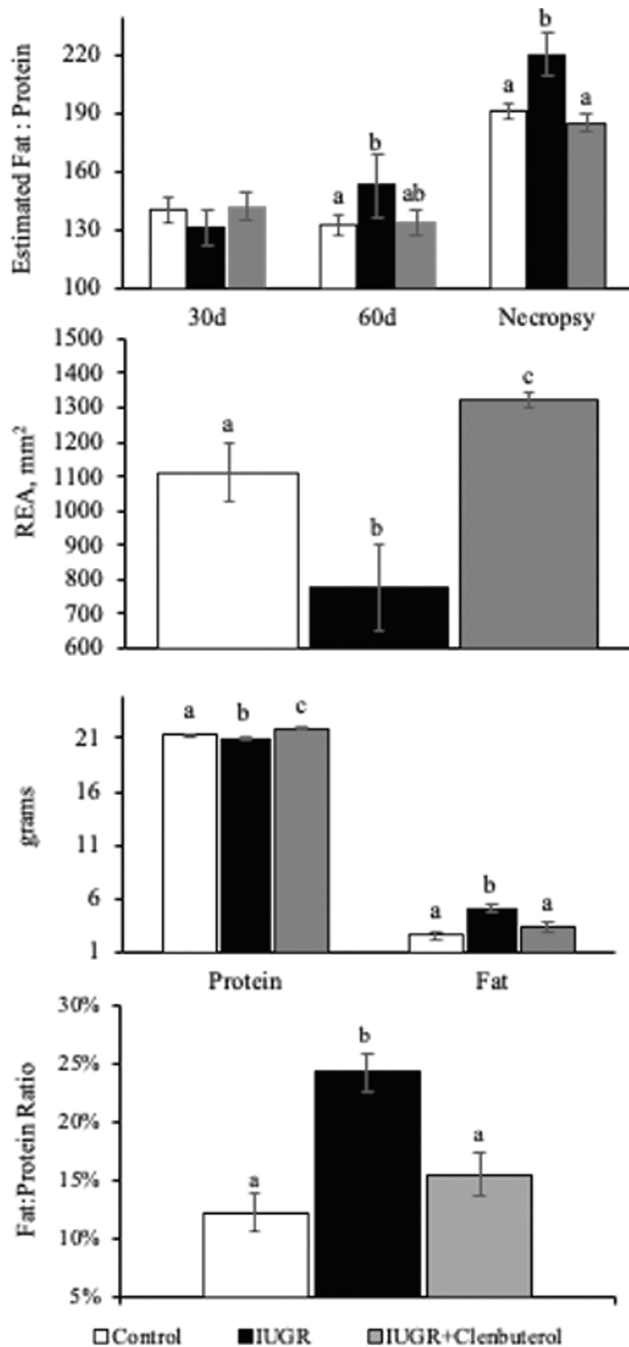 Estimated Fat : Protein
220
190
160
130
100
a b a
a b ab
30d 60d Necropsy
REA, mm²
1500
1400
1300
1200
1100
1000
900
800
700
600
a b c
grams
21
16
11
6
1
a b c
a b a
Protein Fat
Fat:Protein Ratio
30%
25%
20%
15%
10%
5%
a b a
Control IUGR IUGR+Clenbuterol